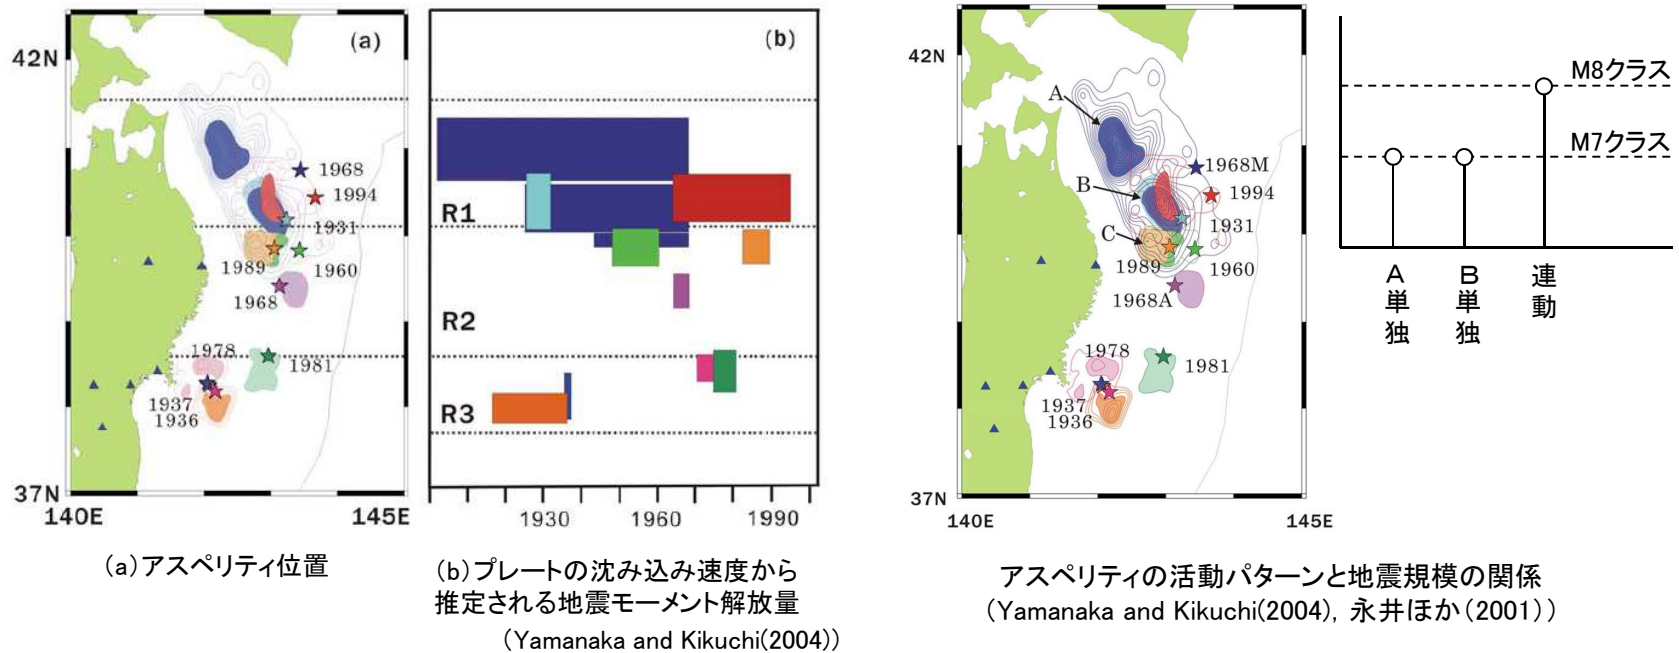 (a)
42N
1968
1994
1931
1989
1960
1968
1978
1981
1937
1936
37N
140E
145E
(a)アスペリティ位置
(b)
R1
R2
R3
1930
1960
1990
(b)プレートの沈み込み速度から
推定される地震モーメント解放量
(Yamanaka and Kikuchi(2004))
42N
A
1968M
B
1994
1931
C
1989
1960
1968A
1978
1981
1937
1936
37N
140E
145E
M8クラス
M7クラス
A単独
B単独
連動
アスペリティの活動パターンと地震規模の関係
(Yamanaka and Kikuchi(2004), 永井ほか(2001))